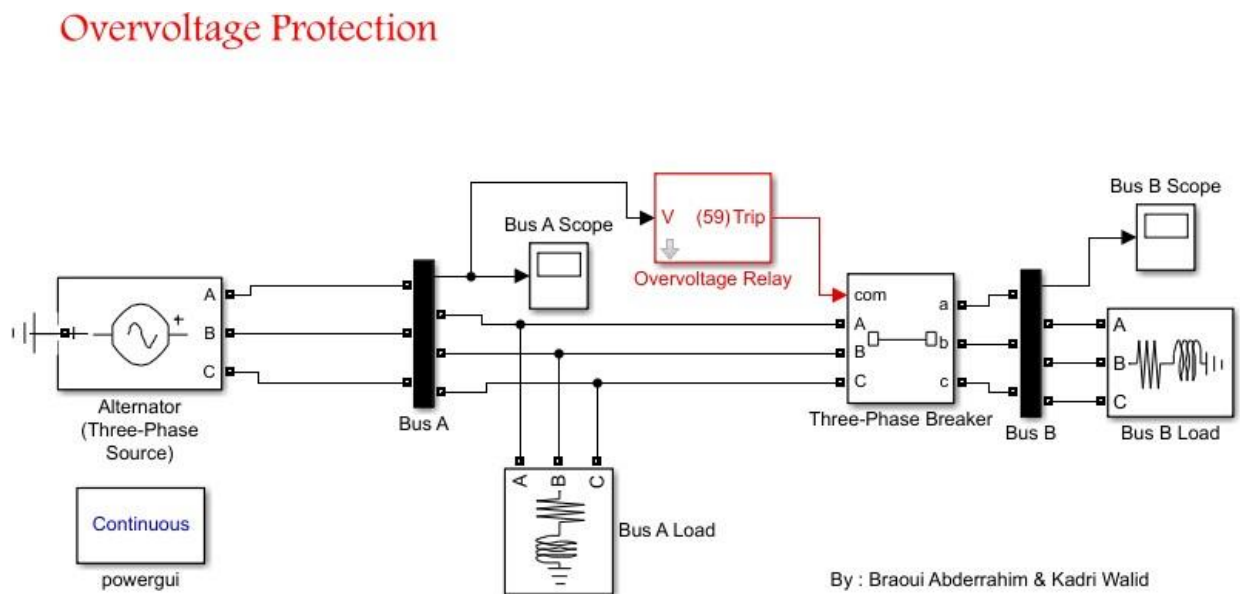 Overvoltage Protection
Bus B Scope
V (59) Trip
Bus A Scope
Overvoltage Relay
A
B
C
com
A
B
C
a
b
c
A
B
C
Alternator
(Three-Phase
Source)
Bus A
Three-Phase Breaker
Bus B
Bus B Load
A B C
Continuous
Bus A Load
powergui
By : Braoui Abderrahim & Kadri Walid